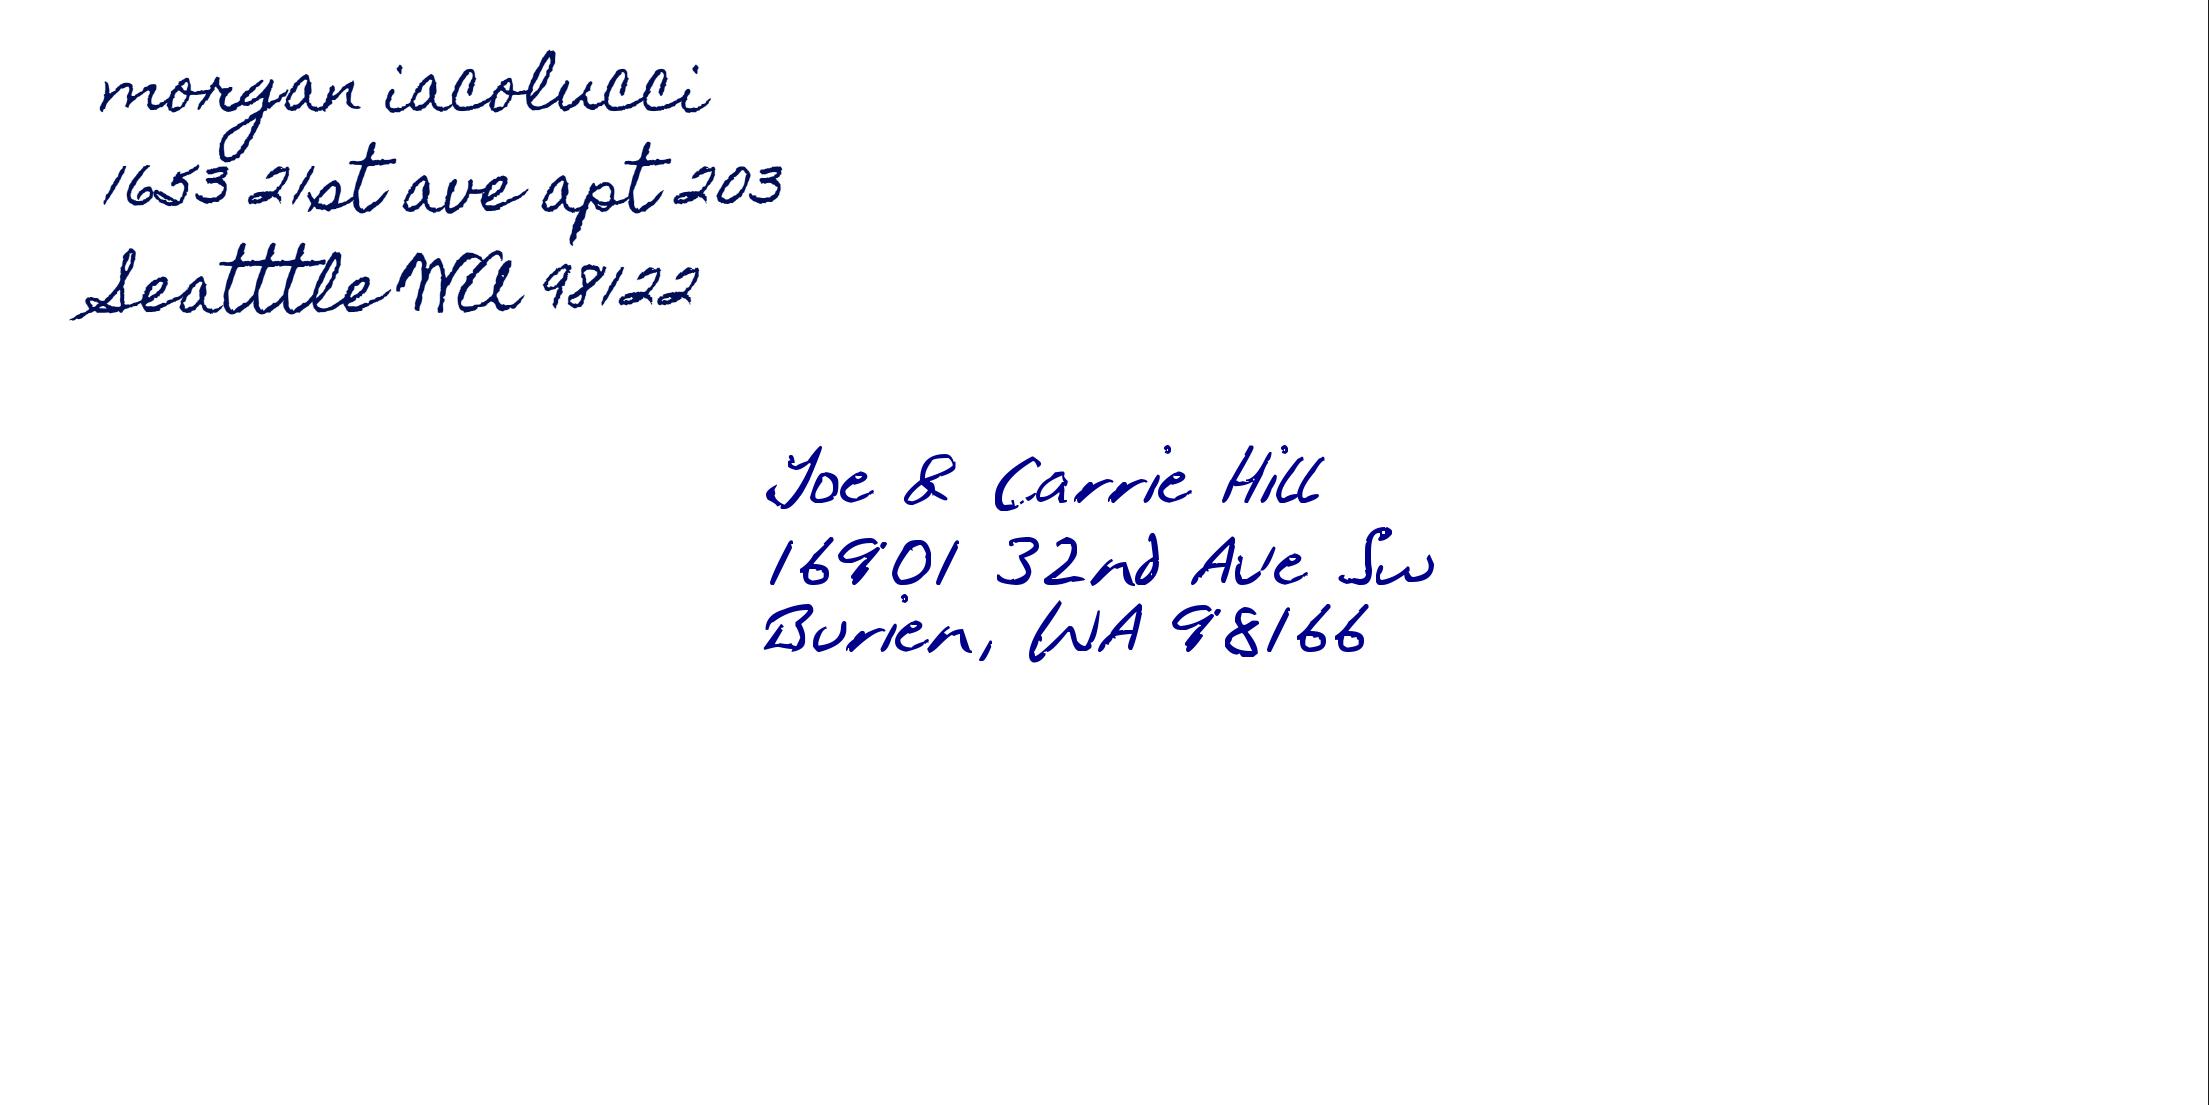 morgan iacolucci
1653 21st ave apt 203
Seatttle WA 98122
Joe & Carrie Hill
16901 32nd Ave SW
Burien, WA 98166